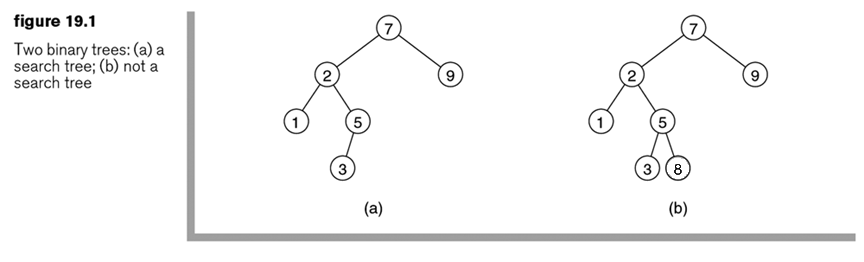 figure 19.1
Two binary trees: (a) a
search tree; (b) not a
search tree
7
2
9
1
5
3
(a)
7
2
9
1
5
3
8
(b)